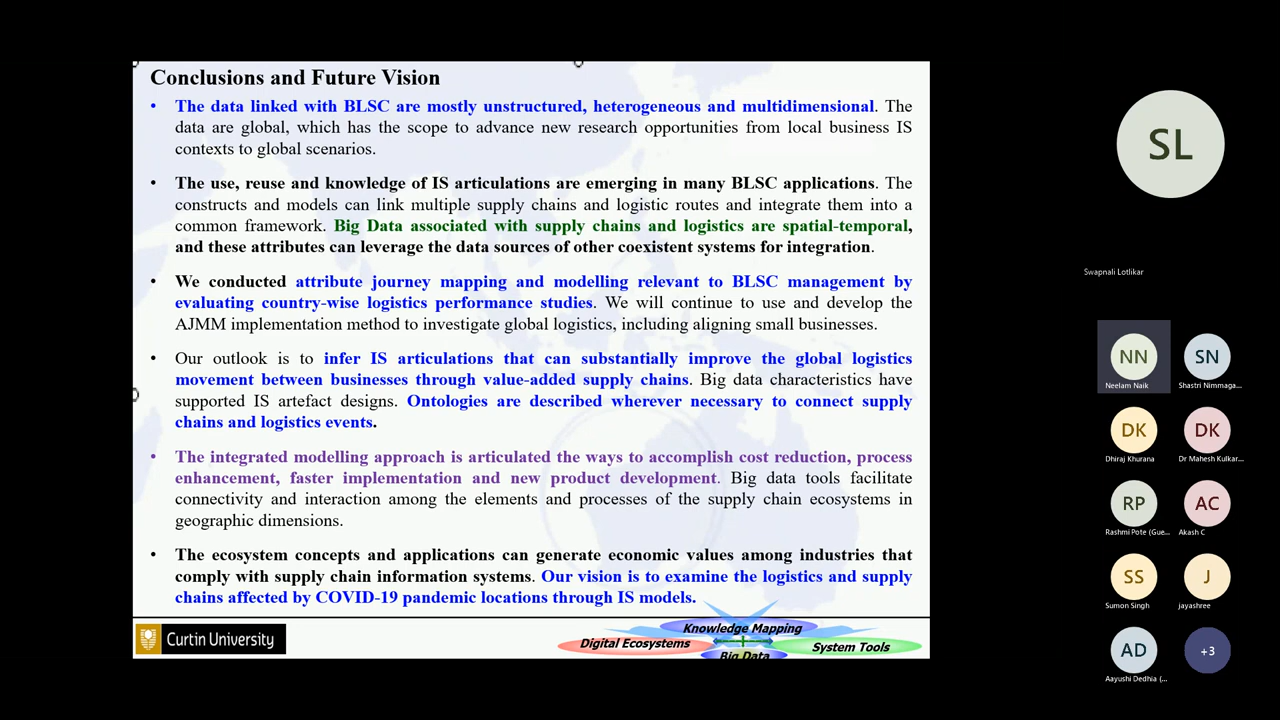 Conclusions and Future Vision
• The data linked with BLSC are mostly unstructured, heterogeneous and multidimensional. The
data are global, which has the scope to advance new research opportunities from local business IS
contexts to global scenarios.
• The use, reuse and knowledge of IS articulations are emerging in many BLSC applications. The
constructs and models can link multiple supply chains and logistic routes and integrate them into a
common framework. Big Data associated with supply chains and logistics are spatial-temporal,
and these attributes can leverage the data sources of other coexistent systems for integration.
• We conducted attribute journey mapping and modelling relevant to BLSC management by
evaluating country-wise logistics performance studies. We will continue to use and develop the
AJMM implementation method to investigate global logistics, including aligning small businesses.
• Our outlook is to infer IS articulations that can substantially improve the global logistics
movement between businesses through value-added supply chains. Big data characteristics have
supported IS artefact designs. Ontologies are described wherever necessary to connect supply
chains and logistics events.
• The integrated modelling approach is articulated the ways to accomplish cost reduction, process
enhancement, faster implementation and new product development. Big data tools facilitate
connectivity and interaction among the elements and processes of the supply chain ecosystems in
geographic dimensions.
• The ecosystem concepts and applications can generate economic values among industries that
comply with supply chain information systems. Our vision is to examine the logistics and supply
chains affected by COVID-19 pandemic locations through IS models.
Curtin University
Knowledge Mapping
Digital Ecosystems
System Tools
Big Data
SL
Swapnali Lotlikar
NN
SN
Neelam Naik
Shastri Nimmaga...
DK
DK
Dhiraj Khurana
Dr Mahesh Kulkar...
RP
AC
Rashmi Pote (Gue...
Akash C
SS
J
Sumon Singh
jayashree
AD
+3
Aayushi Dedhia (...